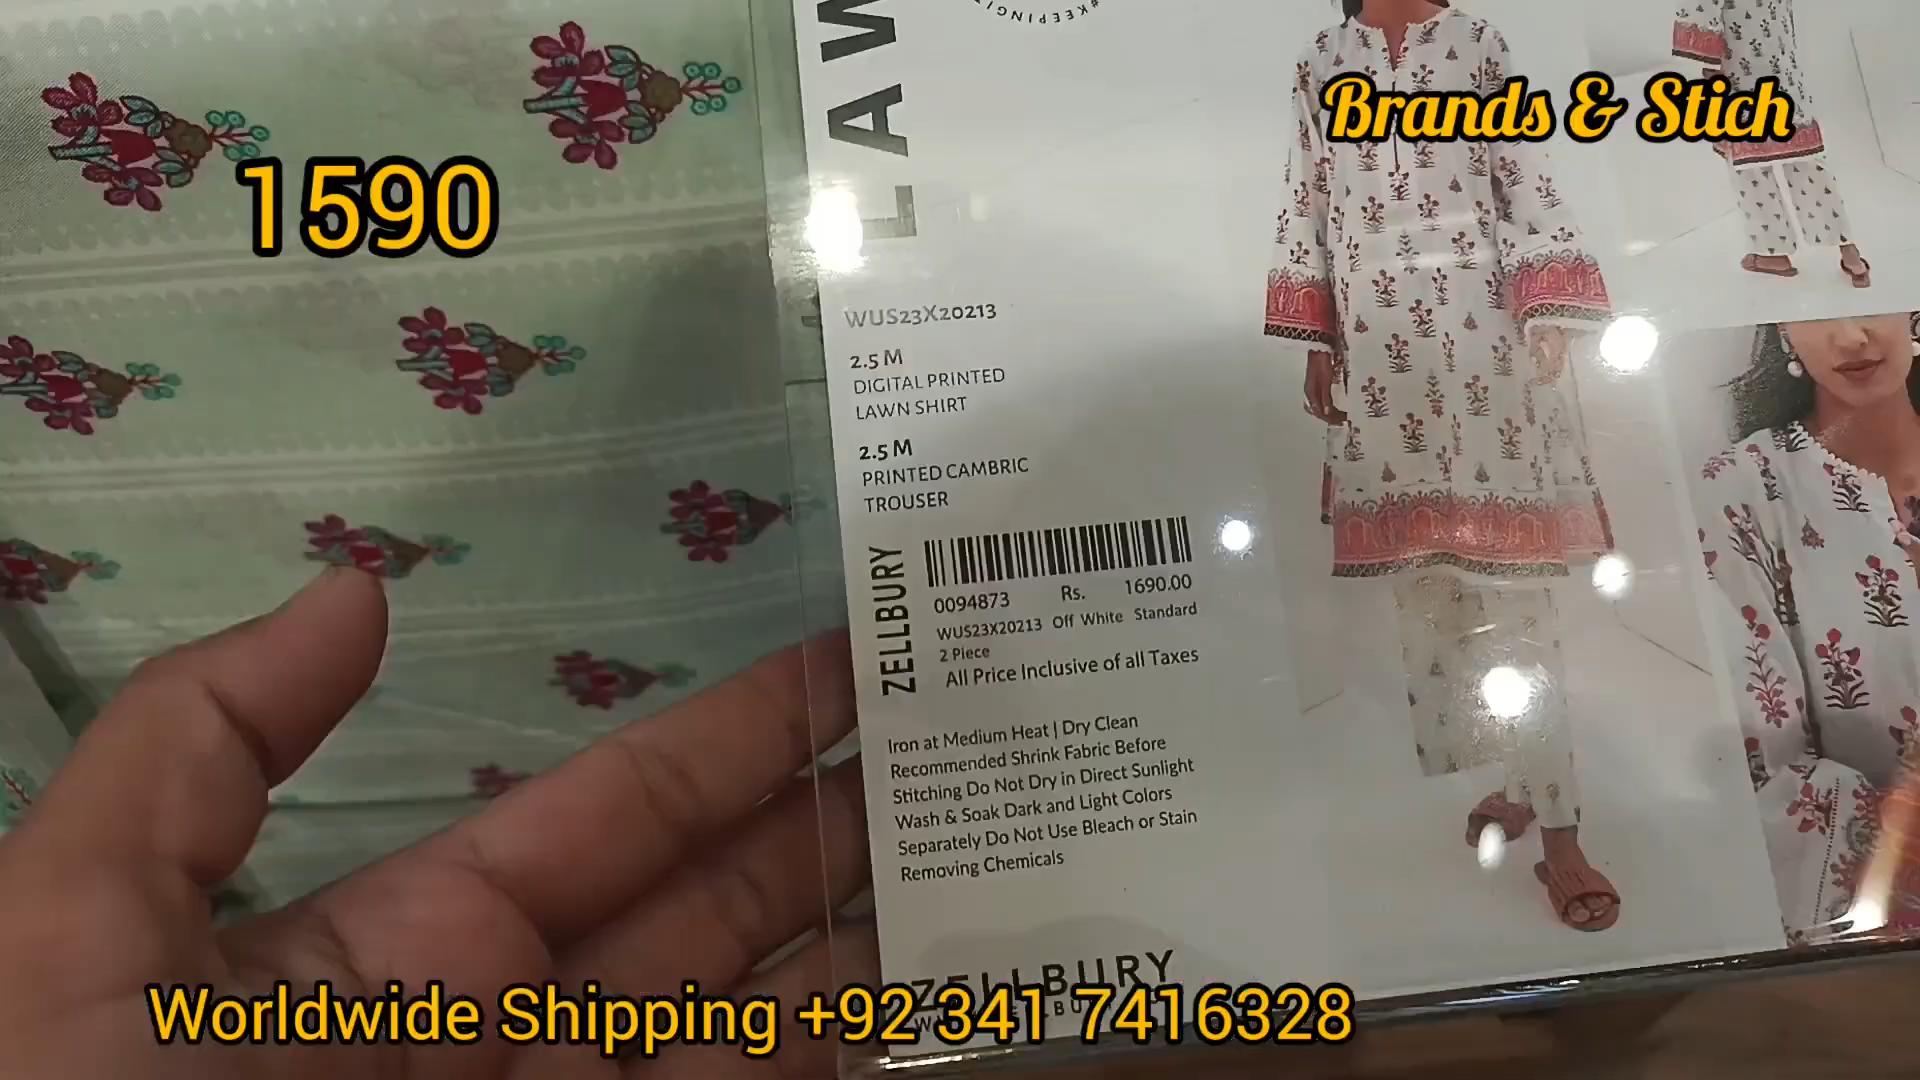 #KEEPINGIT
LAW
Brands & Stich
1590
WUS23X20213
2.5 M
DIGITAL PRINTED
LAWN SHIRT
2.5 M
PRINTED CAMBRIC
TROUSER
ZELLBURY
0094873 Rs. 1690.00
WUS23X20213 Off White Standard
2 Piece
All Price Inclusive of all Taxes
Iron at Medium Heat | Dry Clean
Recommended Shrink Fabric Before
Stitching Do Not Dry in Direct Sunlight
Wash & Soak Dark and Light Colors
Separately Do Not Use Bleach or Stain
Removing Chemicals
ZELLBURY
Worldwide Shipping +92 341 7416328